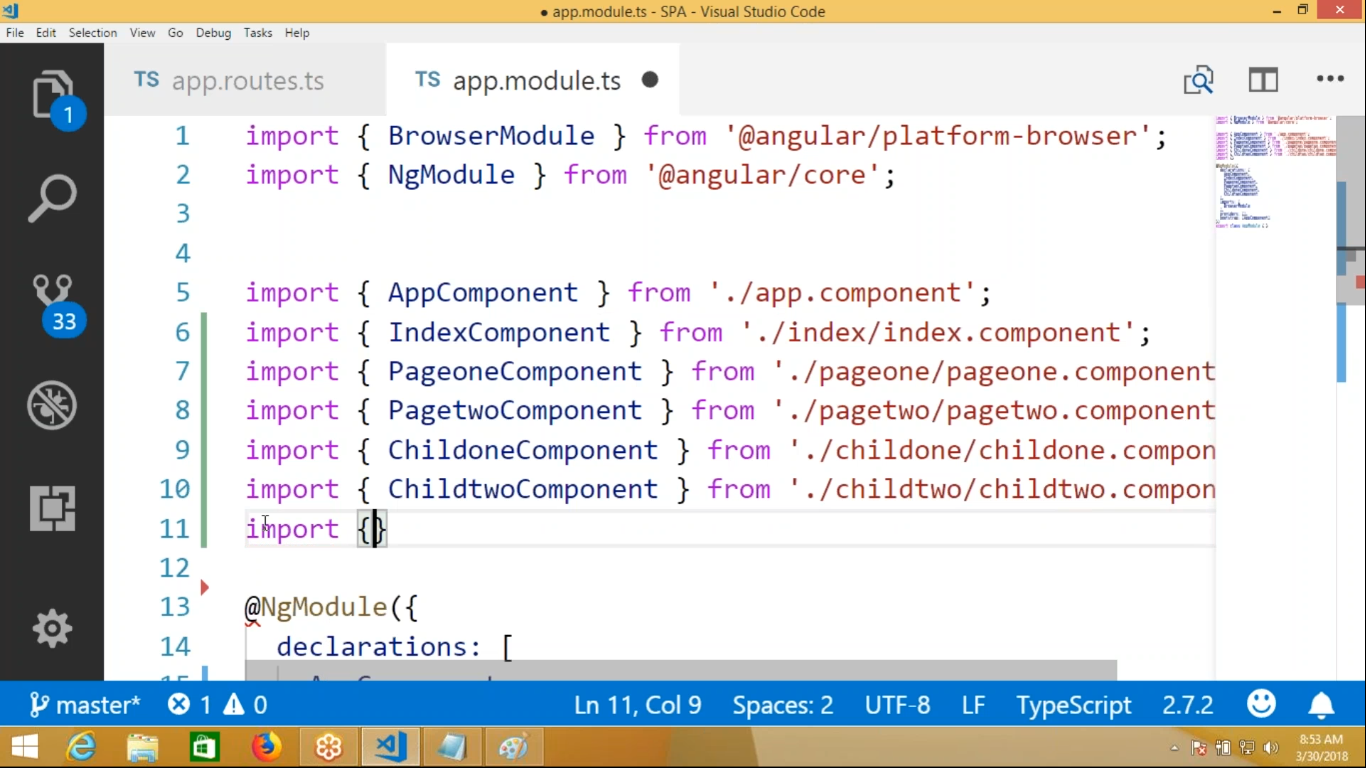 ● app.module.ts - SPA - Visual Studio Code
File Edit Selection View Go Debug Tasks Help
TS app.routes.ts TS app.module.ts ●
1
1 import { BrowserModule } from '@angular/platform-browser';
2 import { NgModule } from '@angular/core';
3
4
5 import { AppComponent } from './app.component';
6 import { IndexComponent } from './index/index.component';
33
7 import { PageoneComponent } from './pageone/pageone.component
8 import { PagetwoComponent } from './pagetwo/pagetwo.component
9 import { ChildoneComponent } from './childone/childone.compon
10 import { ChildtwoComponent } from './childtwo/childtwo.compon
11 import {}
12
13 @NgModule({
14 declarations: [
master* 1 0 Ln 11, Col 9 Spaces: 2 UTF-8 LF TypeScript 2.7.2
8:53 AM
3/30/2018